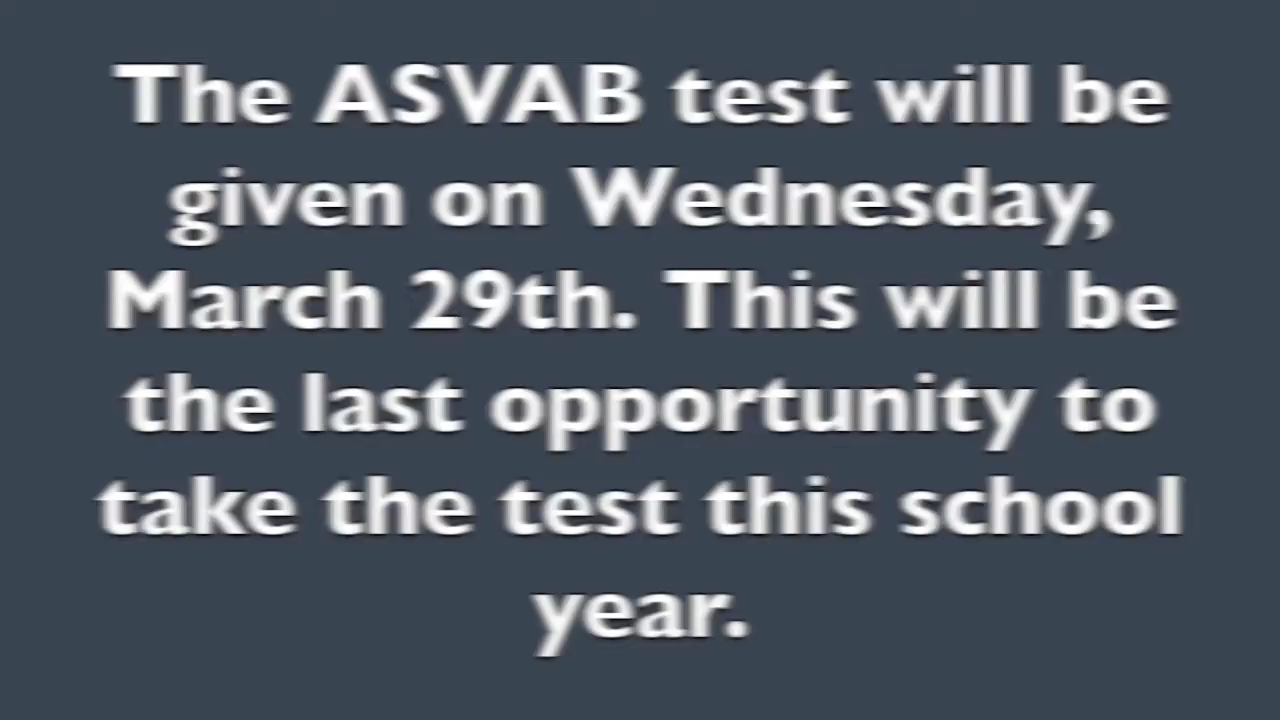 The ASVAB test will be
given on Wednesday,
March 29th. This will be
the last opportunity to
take the test this school
year.